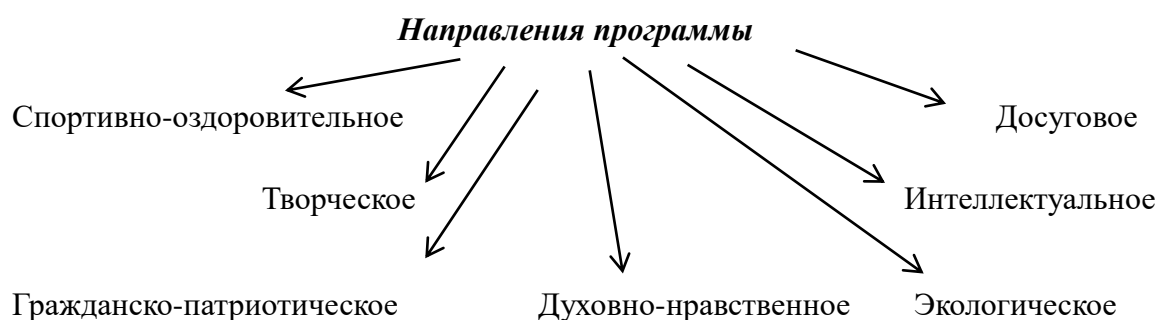 Направления программы
Спортивно-оздоровительное Досуговое
Творческое Интеллектуальное
Гражданско-патриотическое Духовно-нравственное Экологическое